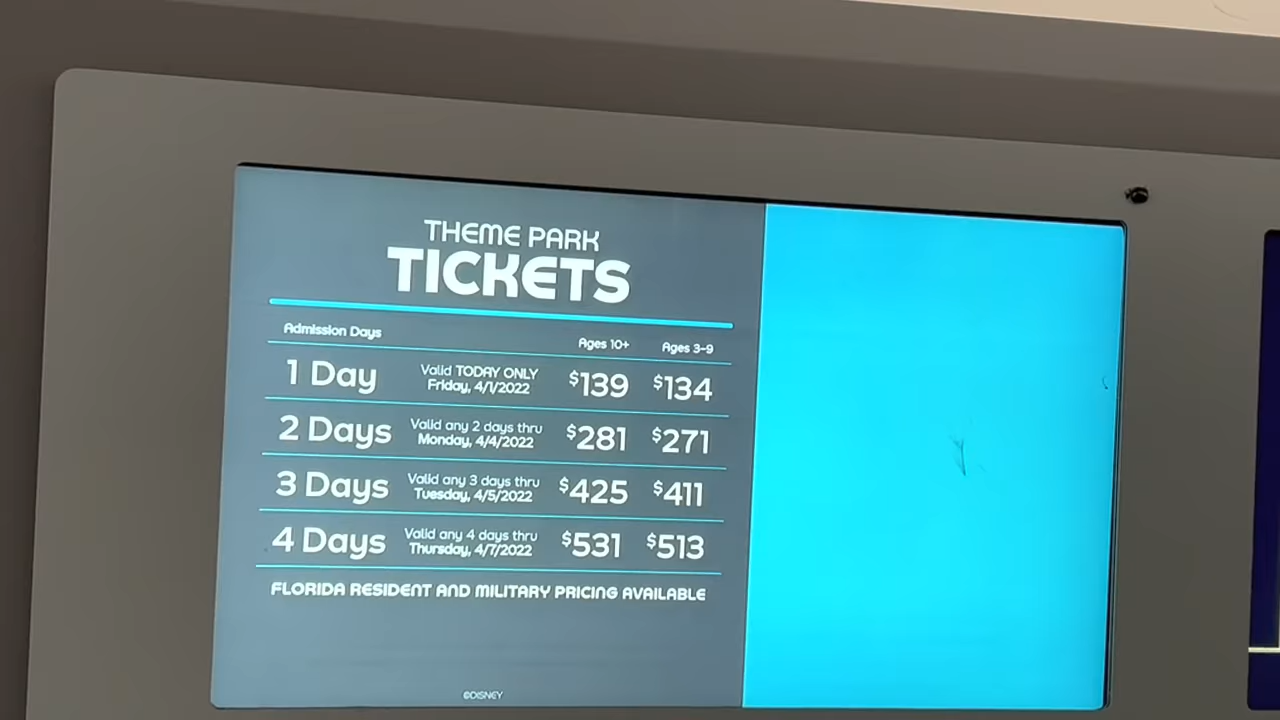 THEME PARK
TICKETS
Admission Days Ages 10+ Ages 3-9
1 Day Valid TODAY ONLY Friday, 4/1/2022 $139 $134
2 Days Valid any 2 days thru Monday, 4/4/2022 $281 $271
3 Days Valid any 3 days thru Tuesday, 4/5/2022 $425 $411
4 Days Valid any 4 days thru Thursday, 4/7/2022 $531 $513
FLORIDA RESIDENT AND MILITARY PRICING AVAILABLE
©DISNEY